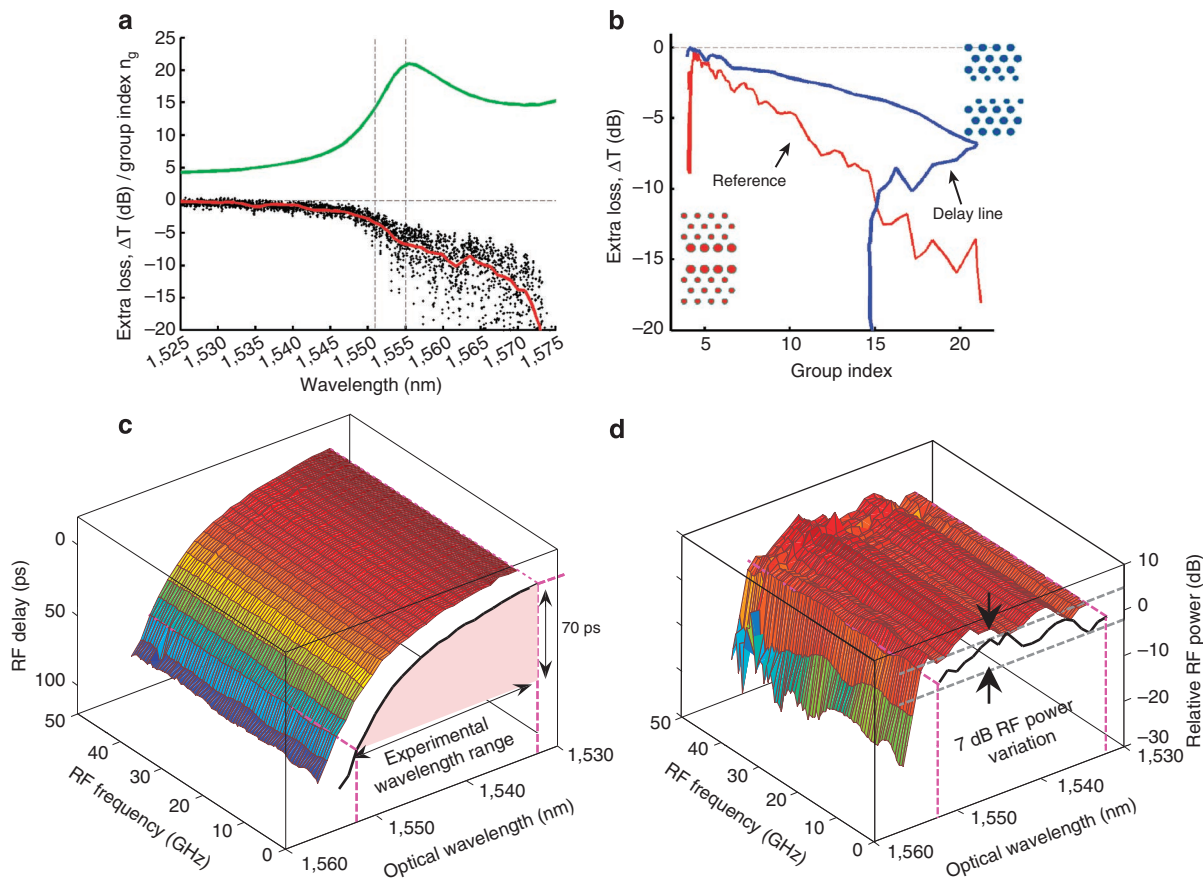 a
Extra loss, ΔT (dB) / group index n_g
25
20
15
10
5
0
–5
–10
–15
–20
1,525
1,530
1,535
1,540
1,545
1,550
1,555
1,560
1,565
1,570
1,575
Wavelength (nm)
b
Extra loss, ΔT (dB)
0
–5
–10
–15
–20
Reference
Delay line
5
10
15
20
Group index
c
RF delay (ps)
0
50
100
70 ps
Experimental
wavelength range
50
40
30
20
10
0
RF frequency (GHz)
1,530
1,540
1,550
1,560
Optical wavelength (nm)
d
10
0
–10
–20
–30
Relative RF power (dB)
7 dB RF power
variation
50
40
30
20
10
0
RF frequency (GHz)
1,530
1,540
1,550
1,560
Optical wavelength (nm)